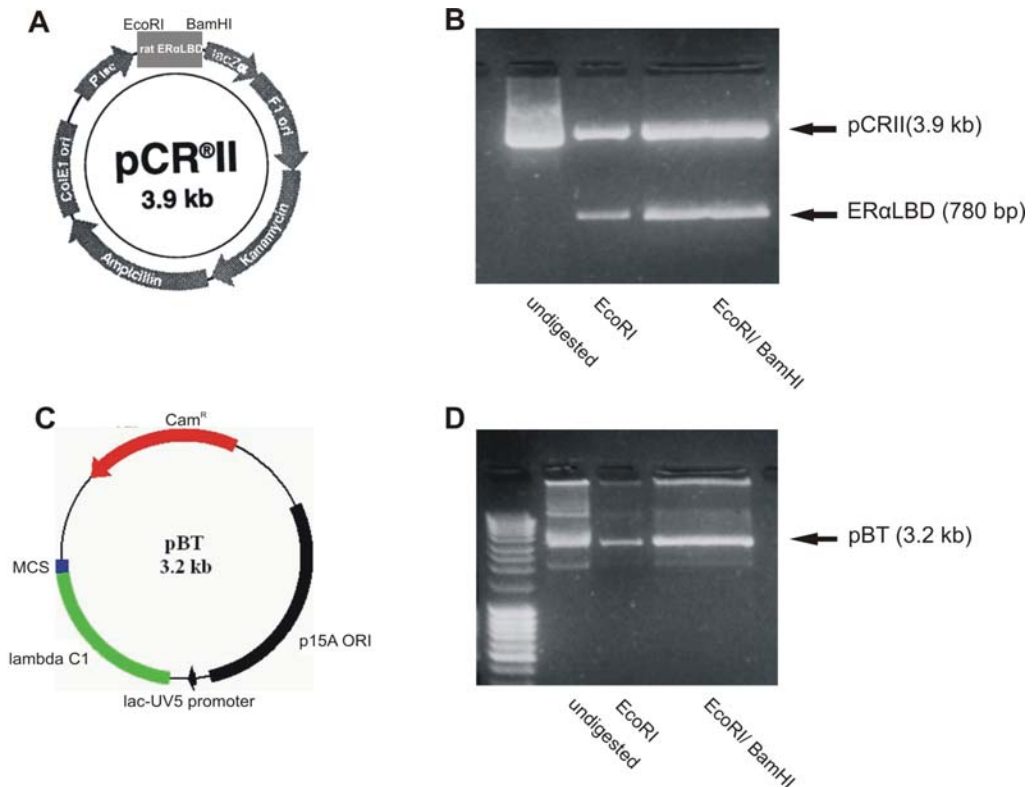 A
EcoRI BamHI
rat ERαLBD
P lac
lacZα
F1 ori
Kanamycin
Ampicillin
ColE1 ori
pCR®II
3.9 kb
B
pCRII(3.9 kb)
ERαLBD (780 bp)
undigested
EcoRI
EcoRI/ BamHI
C
Camᴿ
pBT
3.2 kb
MCS
lambda C1
p15A ORI
lac-UV5 promoter
D
pBT (3.2 kb)
undigested
EcoRI
EcoRI/ BamHI